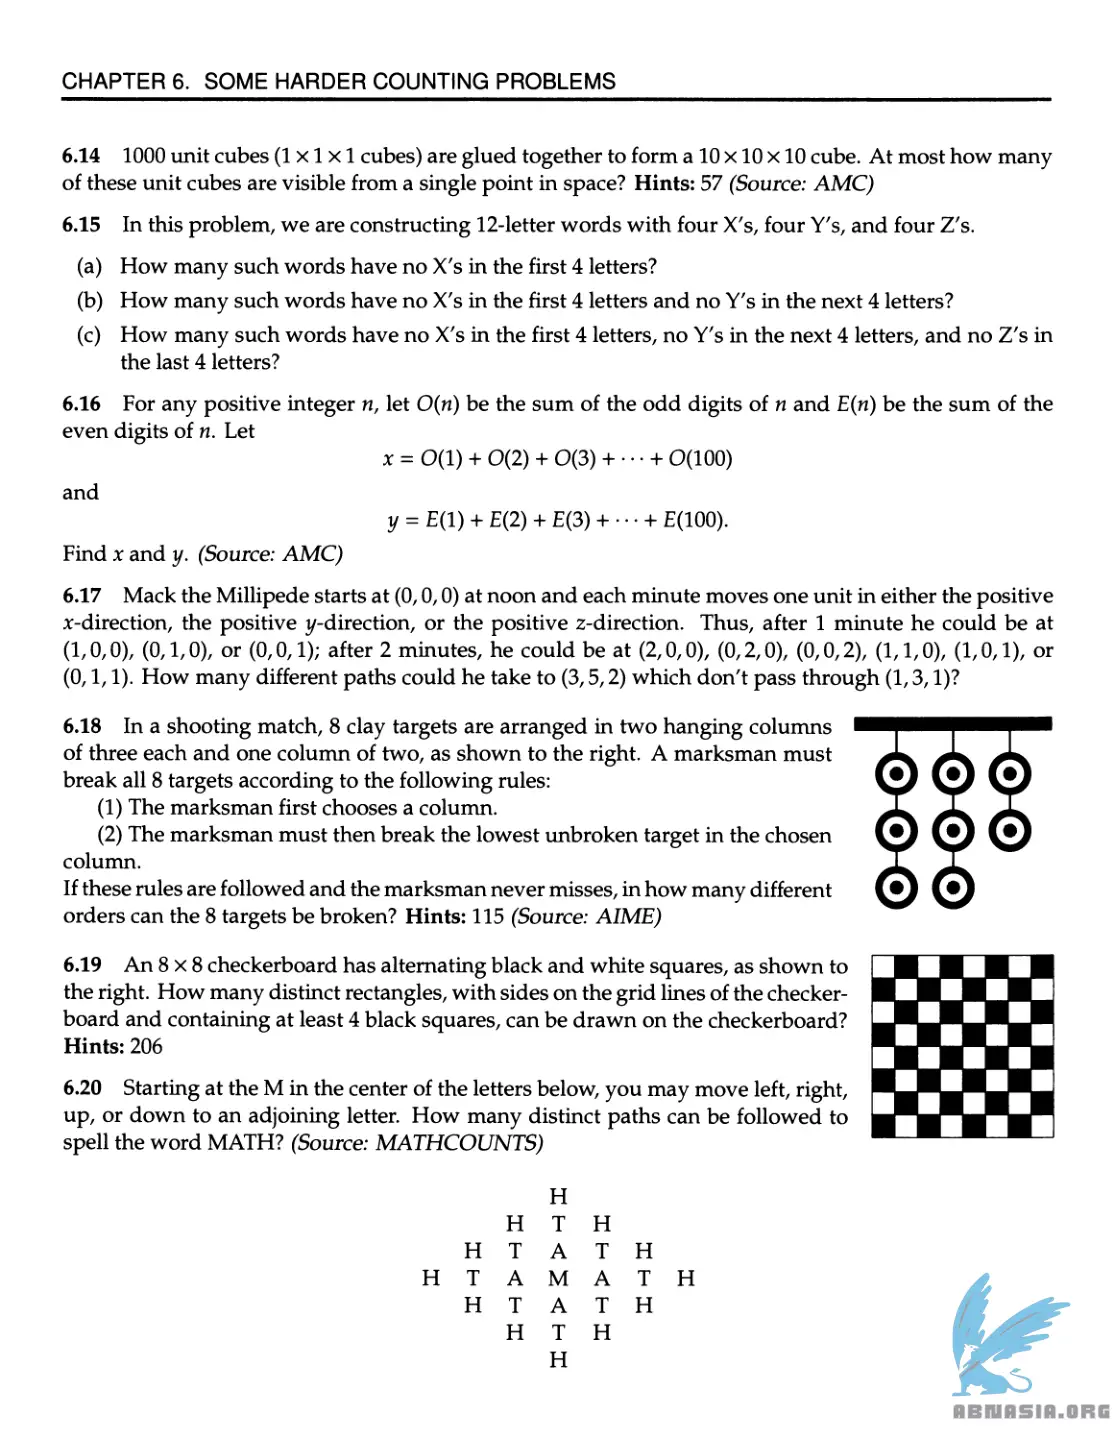 CHAPTER 6. SOME HARDER COUNTING PROBLEMS
6.14 1000 unit cubes (1 × 1 × 1 cubes) are glued together to form a 10 × 10 × 10 cube. At most how many
of these unit cubes are visible from a single point in space? Hints: 57 (Source: AMC)
6.15 In this problem, we are constructing 12-letter words with four X's, four Y's, and four Z's.
(a) How many such words have no X's in the first 4 letters?
(b) How many such words have no X's in the first 4 letters and no Y's in the next 4 letters?
(c) How many such words have no X's in the first 4 letters, no Y's in the next 4 letters, and no Z's in
the last 4 letters?
6.16 For any positive integer n, let O(n) be the sum of the odd digits of n and E(n) be the sum of the
even digits of n. Let
x = O(1) + O(2) + O(3) + · · · + O(100)
and
y = E(1) + E(2) + E(3) + · · · + E(100).
Find x and y. (Source: AMC)
6.17 Mack the Millipede starts at (0, 0, 0) at noon and each minute moves one unit in either the positive
x-direction, the positive y-direction, or the positive z-direction. Thus, after 1 minute he could be at
(1, 0, 0), (0, 1, 0), or (0, 0, 1); after 2 minutes, he could be at (2, 0, 0), (0, 2, 0), (0, 0, 2), (1, 1, 0), (1, 0, 1), or
(0, 1, 1). How many different paths could he take to (3, 5, 2) which don't pass through (1, 3, 1)?
6.18 In a shooting match, 8 clay targets are arranged in two hanging columns
of three each and one column of two, as shown to the right. A marksman must
break all 8 targets according to the following rules:
(1) The marksman first chooses a column.
(2) The marksman must then break the lowest unbroken target in the chosen
column.
If these rules are followed and the marksman never misses, in how many different
orders can the 8 targets be broken? Hints: 115 (Source: AIME)
6.19 An 8 × 8 checkerboard has alternating black and white squares, as shown to
the right. How many distinct rectangles, with sides on the grid lines of the checker-
board and containing at least 4 black squares, can be drawn on the checkerboard?
Hints: 206
6.20 Starting at the M in the center of the letters below, you may move left, right,
up, or down to an adjoining letter. How many distinct paths can be followed to
spell the word MATH? (Source: MATHCOUNTS)
H
H T H
H T A T H
H T A M A T H
H T A T H
H T H
H
ABNASIA.ORG